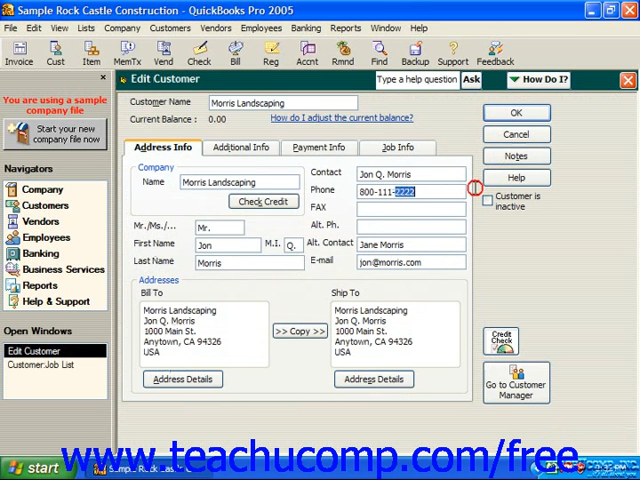 Sample Rock Castle Construction - QuickBooks Pro 2005
File Edit View Lists Company Customers Vendors Employees Banking Reports Window Help
Invoice Cust Item MemTx Vend Check Bill Reg Accnt Rmnd Find Backup Support Feedback
Edit Customer
Type a help question Ask
How Do I?
You are using a sample
company file
Start your new
company file now
Navigators
Company
Customers
Vendors
Employees
Banking
Business Services
Reports
Help & Support
Open Windows
Edit Customer
Customer:Job List
Customer Name Morris Landscaping
Current Balance : 0.00 How do I adjust the current balance?
Address Info Additional Info Payment Info Job Info
Company
Name Morris Landscaping
Check Credit
Mr./Ms./... Mr.
First Name Jon M.I. Q.
Last Name Morris
Contact Jon Q. Morris
Phone 800-111-2222
FAX
Alt. Ph.
Alt. Contact Jane Morris
E-mail jon@morris.com
Addresses
Bill To
Morris Landscaping
Jon Q. Morris
1000 Main St.
Anytown, CA 94326
USA
>> Copy >>
Ship To
Morris Landscaping
Jon Q. Morris
1000 Main St.
Anytown, CA 94326
USA
Address Details
Address Details
OK
Cancel
Notes
Help
Customer is
inactive
Credit
Check
Go to Customer
Manager
www.teachucomp.com/free
start
Sample Rock Castle